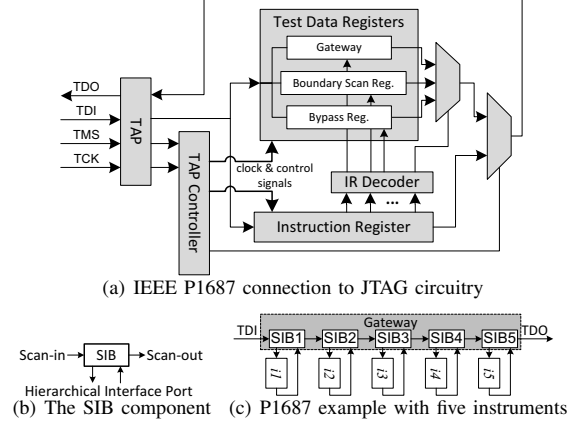 Test Data Registers
Gateway
Boundary Scan Reg.
Bypass Reg.
TDO
TDI
TMS
TCK
TAP
TAP Controller
clock & control
signals
IR Decoder
...
Instruction Register
(a) IEEE P1687 connection to JTAG circuitry
Scan-in
SIB
Scan-out
Hierarchical Interface Port
(b) The SIB component
TDI
Gateway
TDO
SIB1 SIB2 SIB3 SIB4 SIB5
i1 i2 i3 i4 i5
(c) P1687 example with five instruments